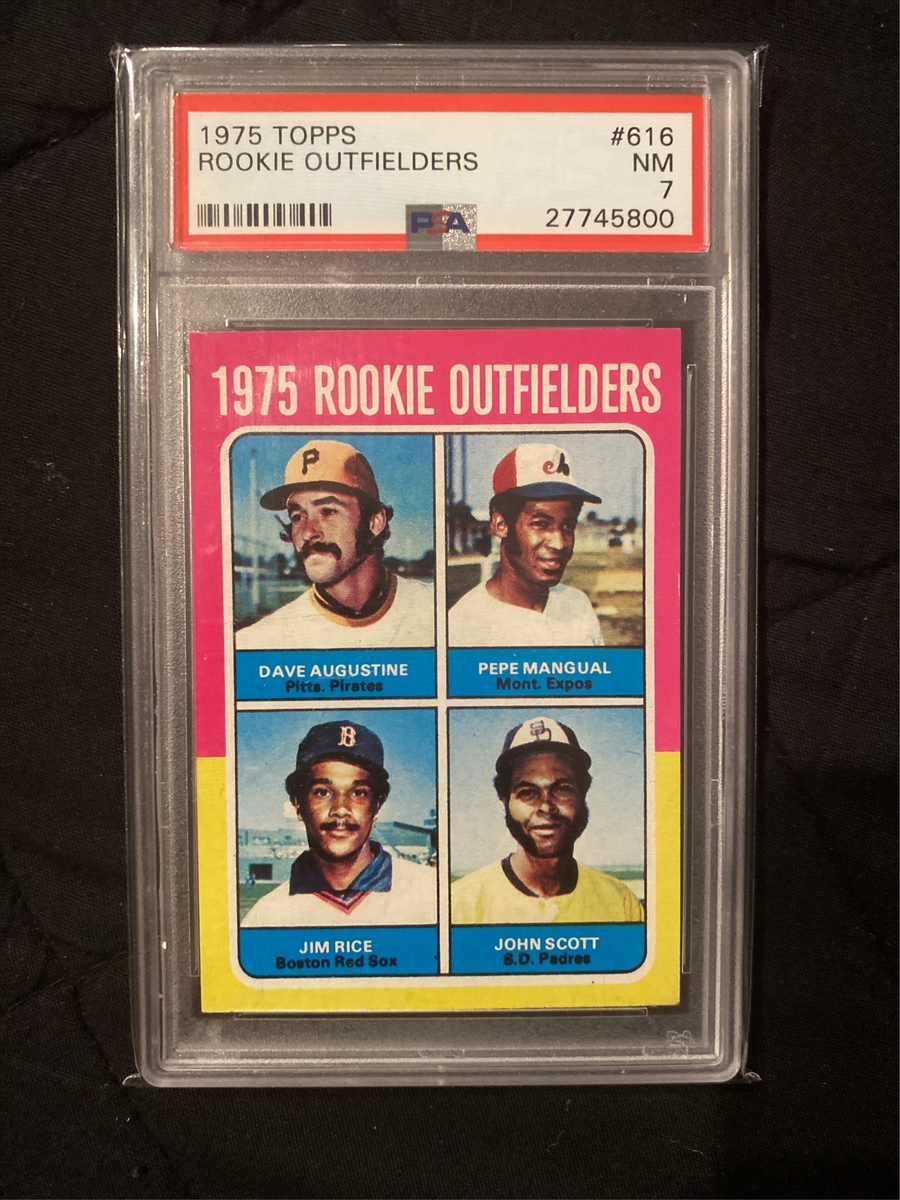 1975 TOPPS #616
ROOKIE OUTFIELDERS NM
7
PSA 27745800
1975 ROOKIE OUTFIELDERS
P
e
DAVE AUGUSTINE
Pitts. Pirates
PEPE MANGUAL
Mont. Expos
B
SD
JIM RICE
Boston Red Sox
JOHN SCOTT
S.D. Padres